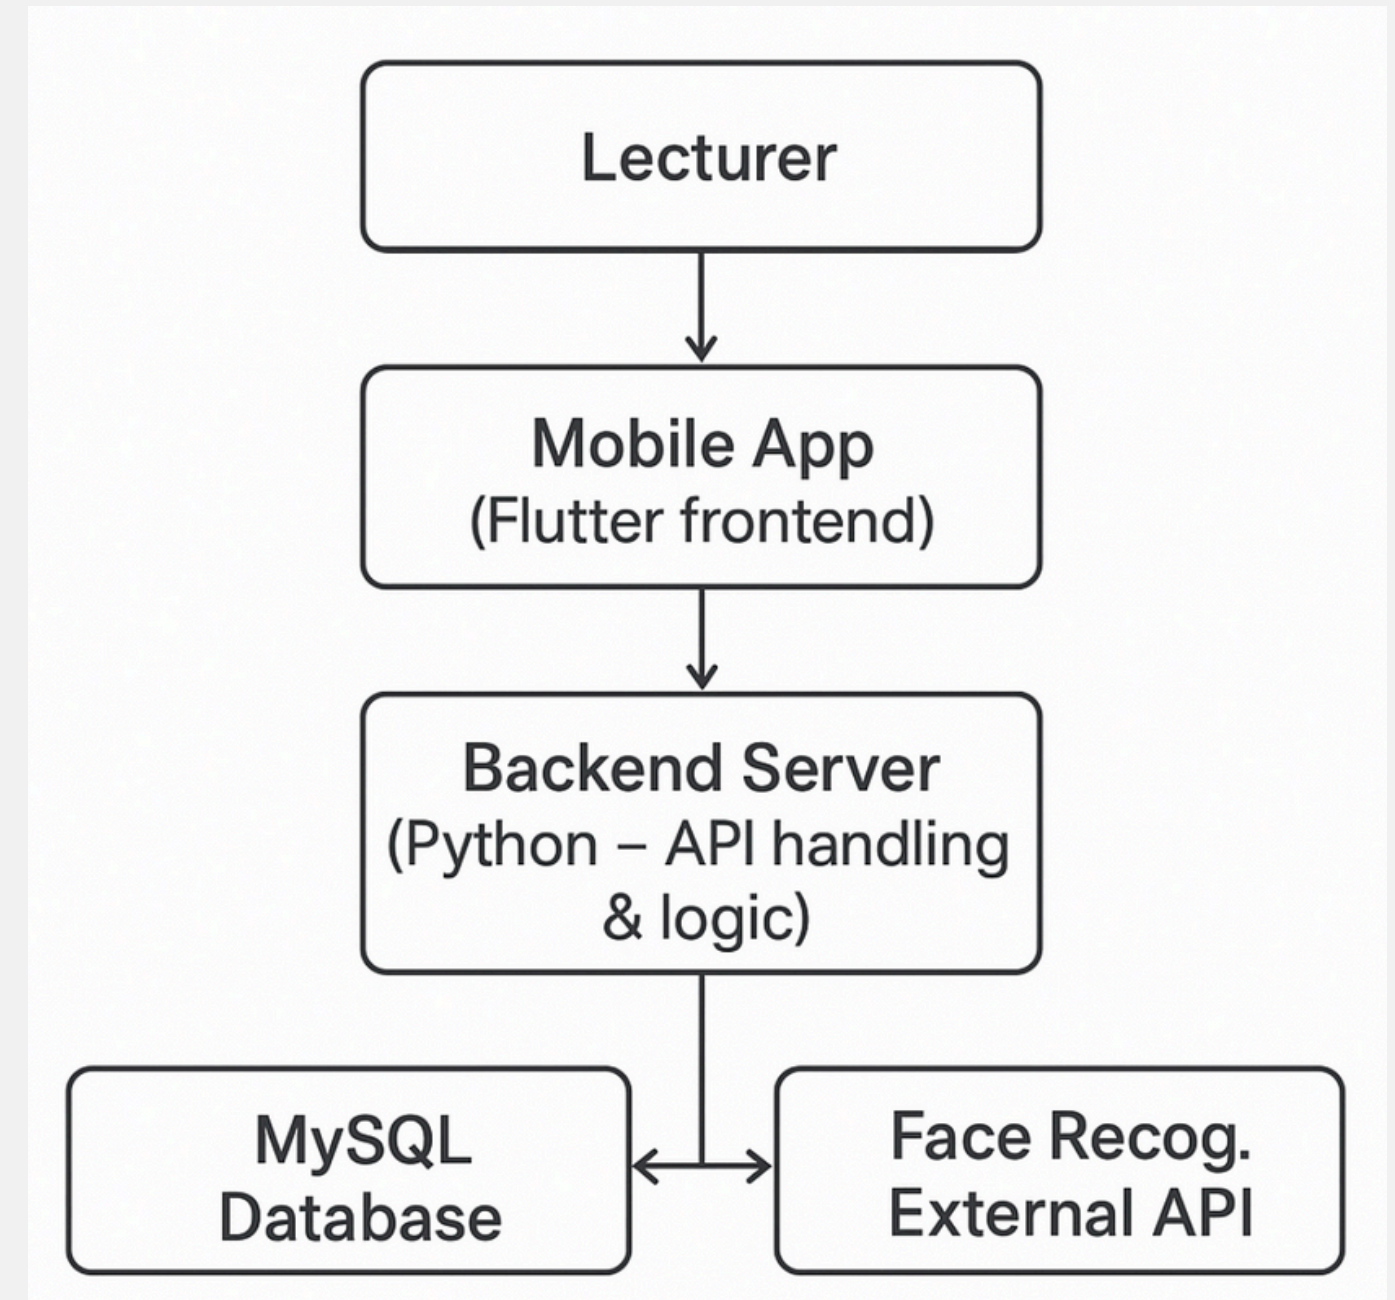 Lecturer
Mobile App
(Flutter frontend)
Backend Server
(Python – API handling
& logic)
MySQL
Database
Face Recog.
External API